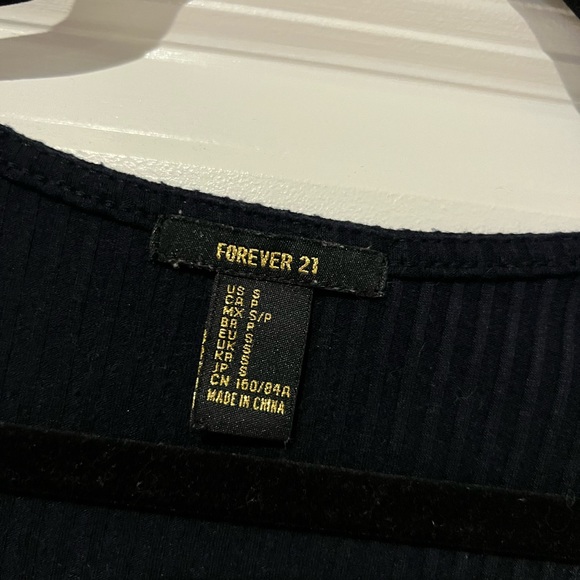 FOREVER 21
US S
CA P
MX S/P
BR P
EU S
UK S
KR S
JP S
CN 160/84A
MADE IN CHINA